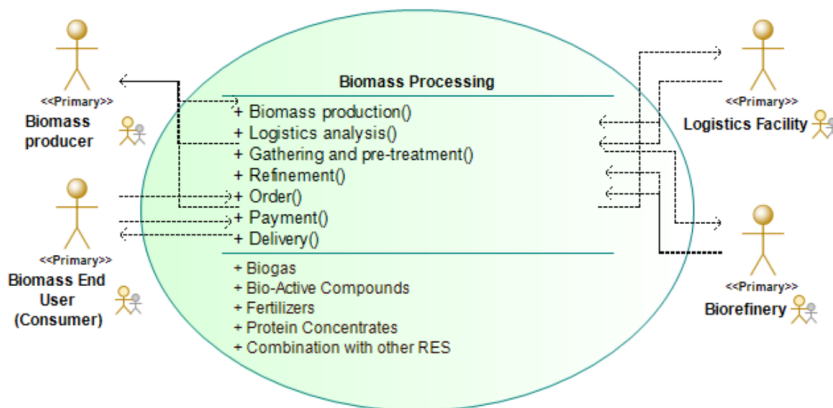 Biomass Processing
<<Primary>>
Biomass
producer
<<Primary>>
Logistics Facility
+ Biomass production()
+ Logistics analysis()
+ Gathering and pre-treatment()
+ Refinement()
+ Order()
+ Payment()
+ Delivery()
<<Primary>>
Biomass End
User
(Consumer)
<<Primary>>
Biorefinery
+ Biogas
+ Bio-Active Compounds
+ Fertilizers
+ Protein Concentrates
+ Combination with other RES